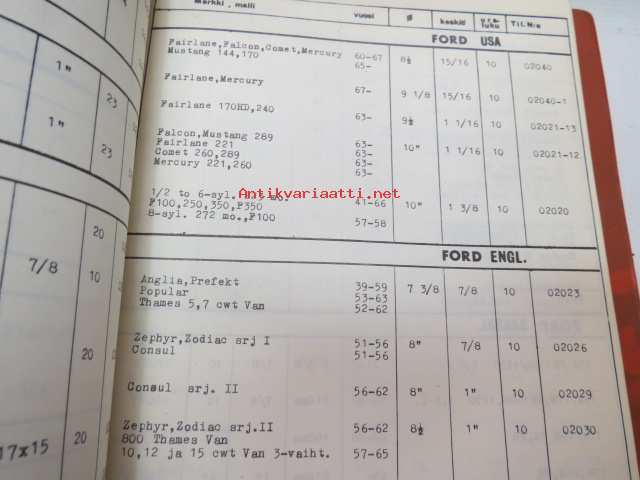 Merkki , malli vuosi Ø keskiö ura-luku Til.N:o
FORD USA
Fairlane,Falcon,Comet,Mercury 60-67 8½ 15/16 10 02040
Mustang 144,170 65-
Fairlane,Mercury 67- 9 1/8 15/16 10 02040-1
Fairlane 170HD,240 63- 9½ 1 1/16 10 02021-13
Falcon,Mustang 289 63- 10" 1 1/16 10 02021-12
Fairlane 221 63-
Comet 260,289 63-
Mercury 221,260 63-
Antikvariaatti.net
1/2 to 6-syl. mo.
F100,250,350,P350 41-66 10" 1 3/8 10 02020
8-syl. 272 mo.,F100 57-58
FORD ENGL.
Anglia,Prefekt 39-59 7 3/8 7/8 10 02023
Popular 53-63
Thames 5,7 cwt Van 52-62
Zephyr,Zodiac srj I 51-56 8" 7/8 10 02026
Consul 51-56
Consul srj. II 56-62 8" 1" 10 02029
Zephyr,Zodiac srj.II 56-62 8½ 1" 10 02030
800 Thames Van
10,12 ja 15 cwt Van 3-vaiht. 57-65
1" 23
1" 23
20
7/8 10
20
17x15 20